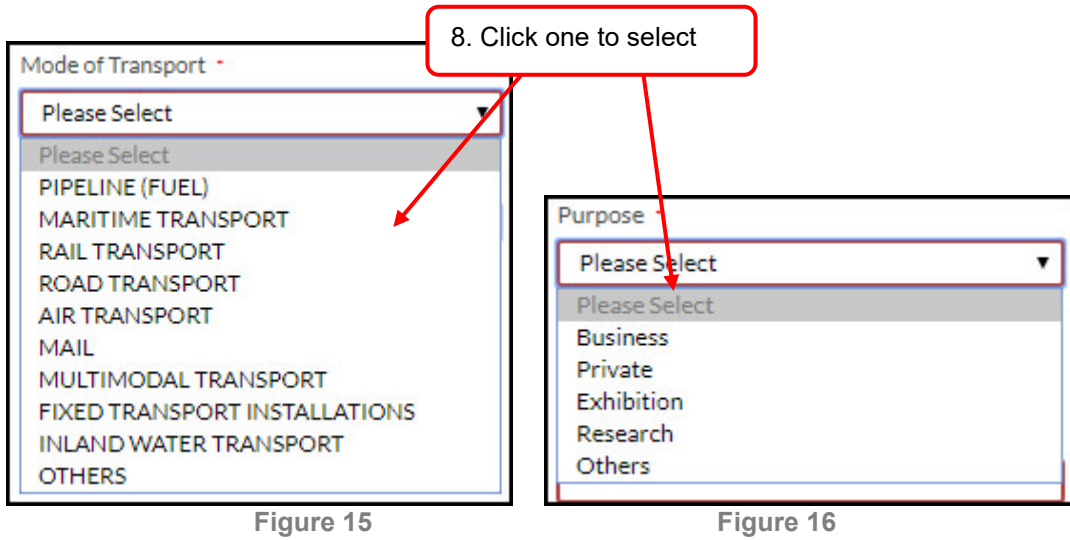 8. Click one to select
Mode of Transport *
Please Select ▼
Please Select
PIPELINE (FUEL)
MARITIME TRANSPORT
RAIL TRANSPORT
ROAD TRANSPORT
AIR TRANSPORT
MAIL
MULTIMODAL TRANSPORT
FIXED TRANSPORT INSTALLATIONS
INLAND WATER TRANSPORT
OTHERS
Figure 15
Purpose *
Please Select ▼
Please Select
Business
Private
Exhibition
Research
Others
Figure 16